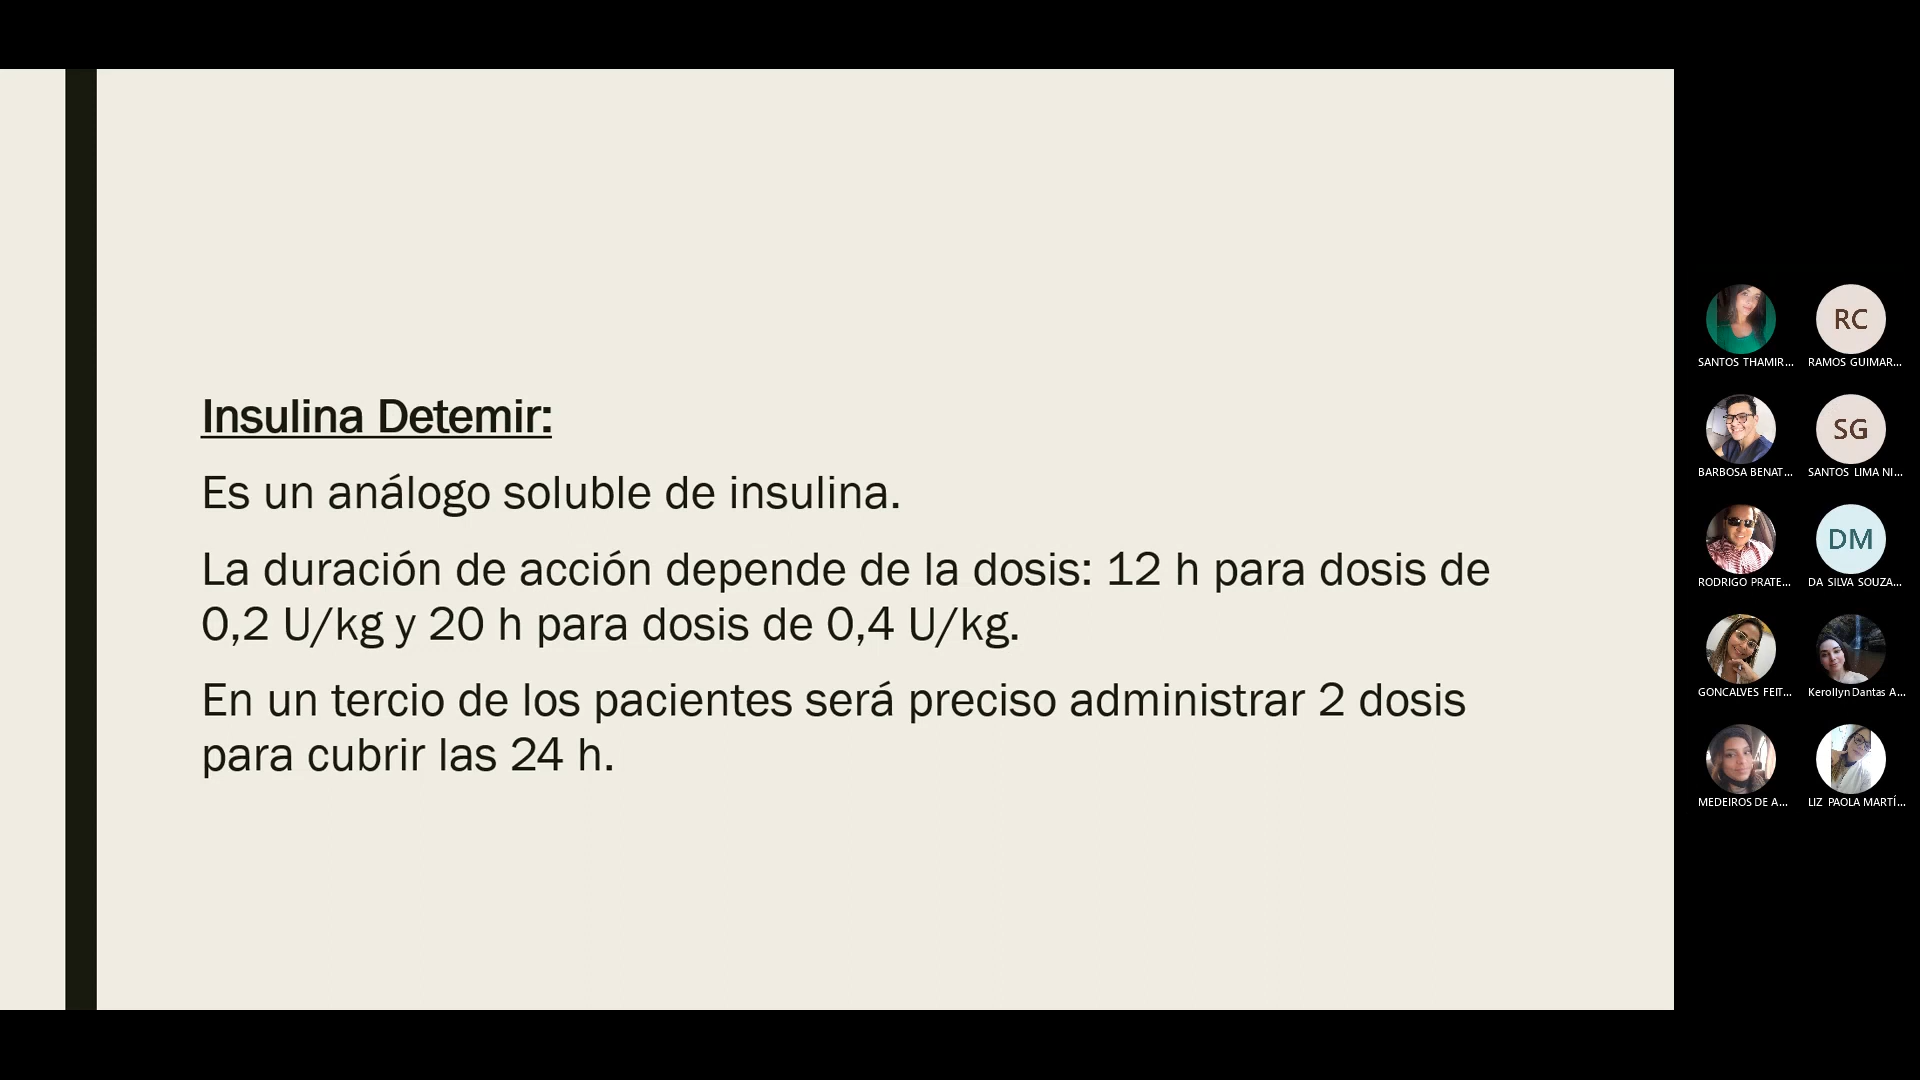 Insulina Detemir:
Es un análogo soluble de insulina.
La duración de acción depende de la dosis: 12 h para dosis de
0,2 U/kg y 20 h para dosis de 0,4 U/kg.
En un tercio de los pacientes será preciso administrar 2 dosis
para cubrir las 24 h.
RC
SANTOS THAMIR...
RAMOS GUIMAR...
SG
BARBOSA BENAT...
SANTOS LIMA NI...
DM
RODRIGO PRATE...
DA SILVA SOUZA...
GONCALVES FEIT...
Kerollyn Dantas A...
MEDEIROS DE A...
LIZ PAOLA MARTÍ...